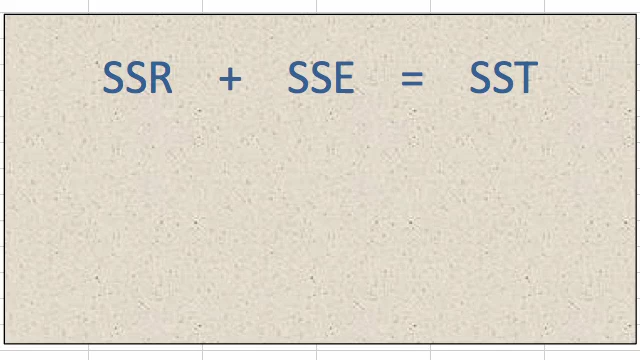 SSR + SSE = SST